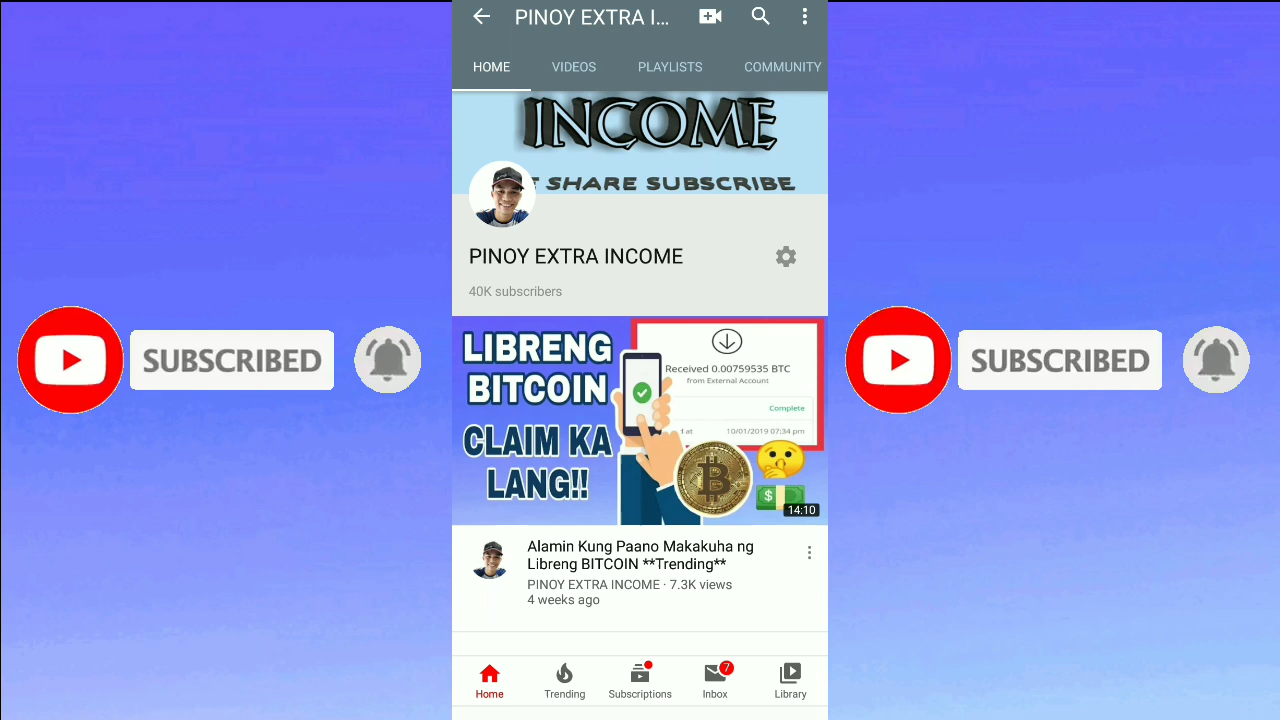 PINOY EXTRA I...
HOME VIDEOS PLAYLISTS COMMUNITY
INCOME
SHARE SUBSCRIBE
PINOY EXTRA INCOME
40K subscribers
SUBSCRIBED
SUBSCRIBED
LIBRENG
BITCOIN
CLAIM KA
LANG!!
Received 0.00759535 BTC
from External Account
Complete
d at 10/01/2019 07:34 pm
14:10
Alamin Kung Paano Makakuha ng
Libreng BITCOIN **Trending**
PINOY EXTRA INCOME · 7.3K views
4 weeks ago
7
Home Trending Subscriptions Inbox Library